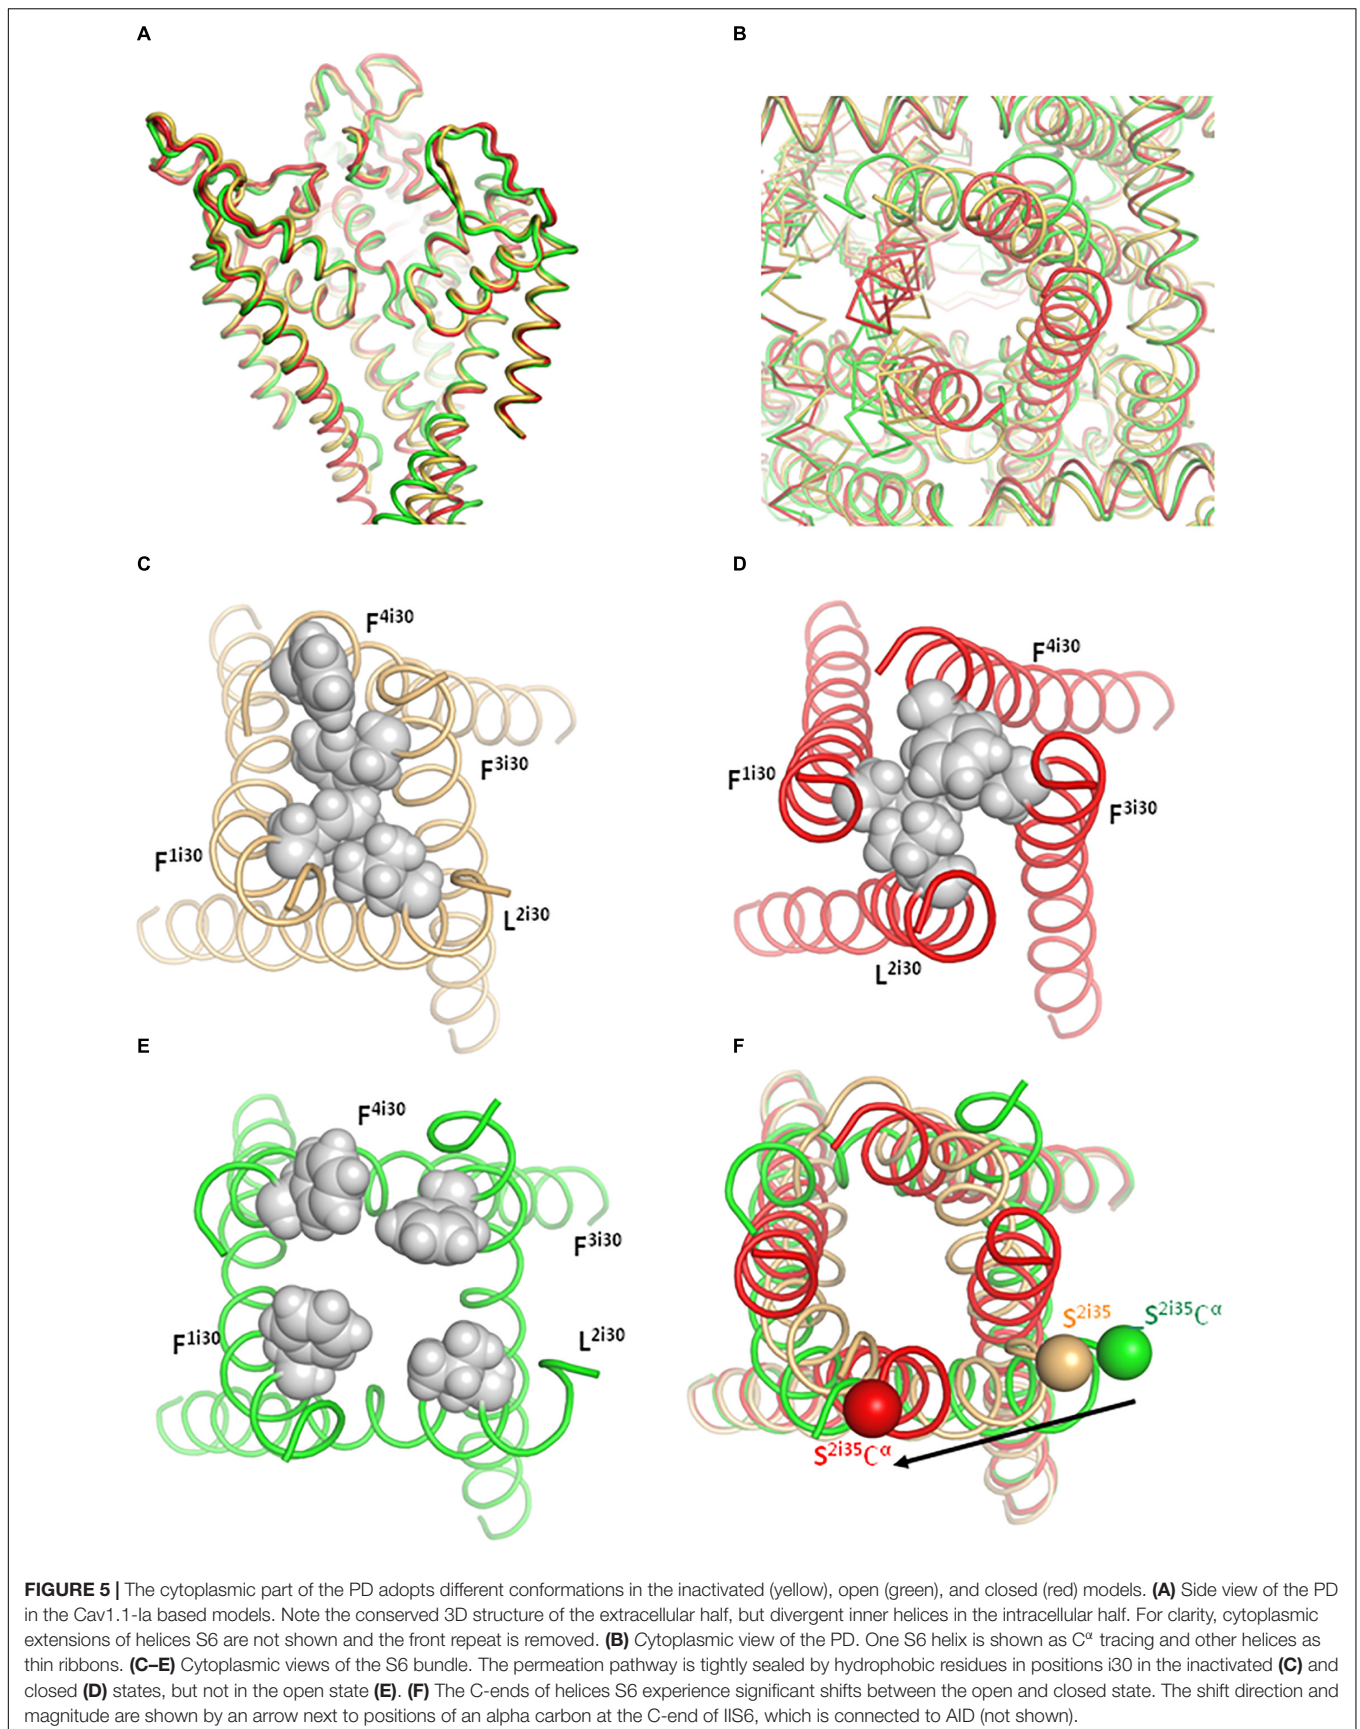 A
B
C
F⁴ⁱ³⁰
F³ⁱ³⁰
F¹ⁱ³⁰
L²ⁱ³⁰
D
F⁴ⁱ³⁰
F¹ⁱ³⁰
F³ⁱ³⁰
L²ⁱ³⁰
E
F⁴ⁱ³⁰
F³ⁱ³⁰
F¹ⁱ³⁰
L²ⁱ³⁰
F
S²ⁱ³⁵
_S²ⁱ³⁵Cᵅ
S²ⁱ³⁵Cᵅ
FIGURE 5 | The cytoplasmic part of the PD adopts different conformations in the inactivated (yellow), open (green), and closed (red) models. (A) Side view of the PD
in the Cav1.1-Ia based models. Note the conserved 3D structure of the extracellular half, but divergent inner helices in the intracellular half. For clarity, cytoplasmic
extensions of helices S6 are not shown and the front repeat is removed. (B) Cytoplasmic view of the PD. One S6 helix is shown as Cᵅ tracing and other helices as
thin ribbons. (C–E) Cytoplasmic views of the S6 bundle. The permeation pathway is tightly sealed by hydrophobic residues in positions i30 in the inactivated (C) and
closed (D) states, but not in the open state (E). (F) The C-ends of helices S6 experience significant shifts between the open and closed state. The shift direction and
magnitude are shown by an arrow next to positions of an alpha carbon at the C-end of IIS6, which is connected to AID (not shown).